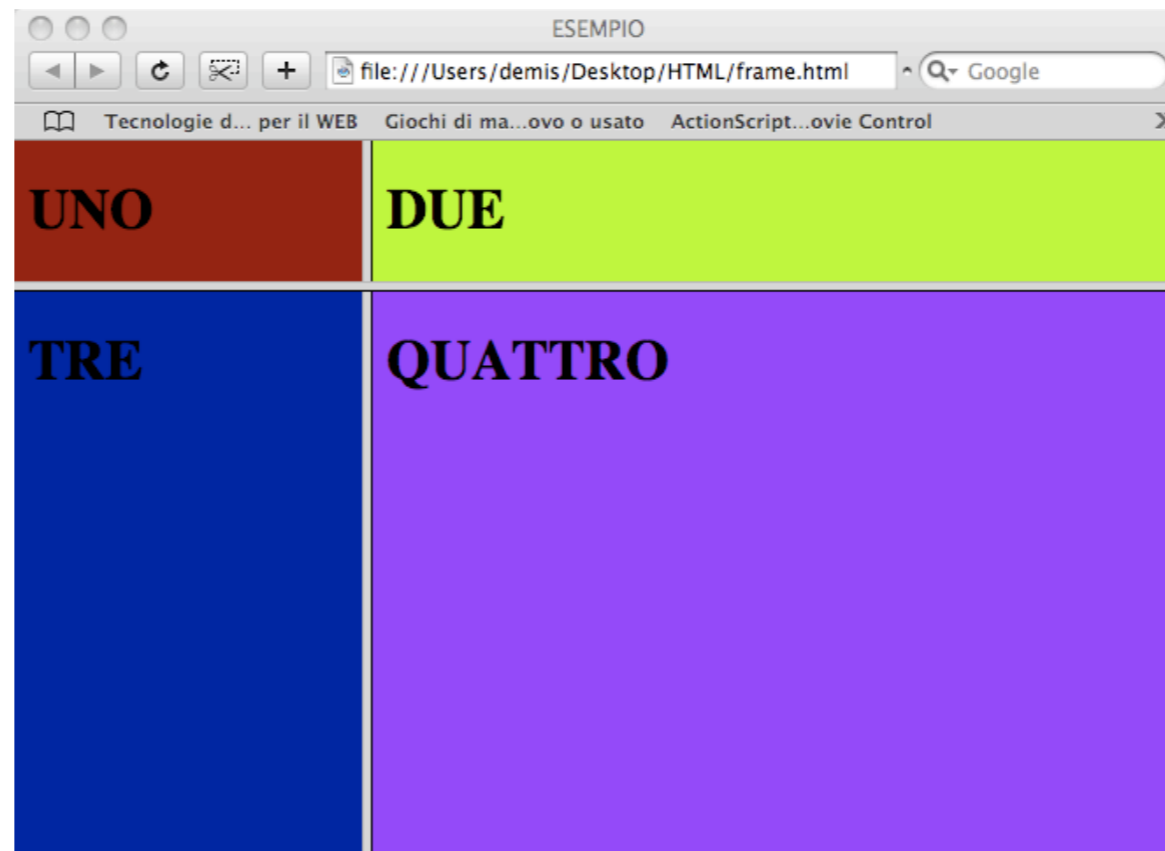 ESEMPIO
file:///Users/demis/Desktop/HTML/frame.html
Google
Tecnologie d... per il WEB Giochi di ma...ovo o usato ActionScript...ovie Control
UNO DUE
TRE QUATTRO